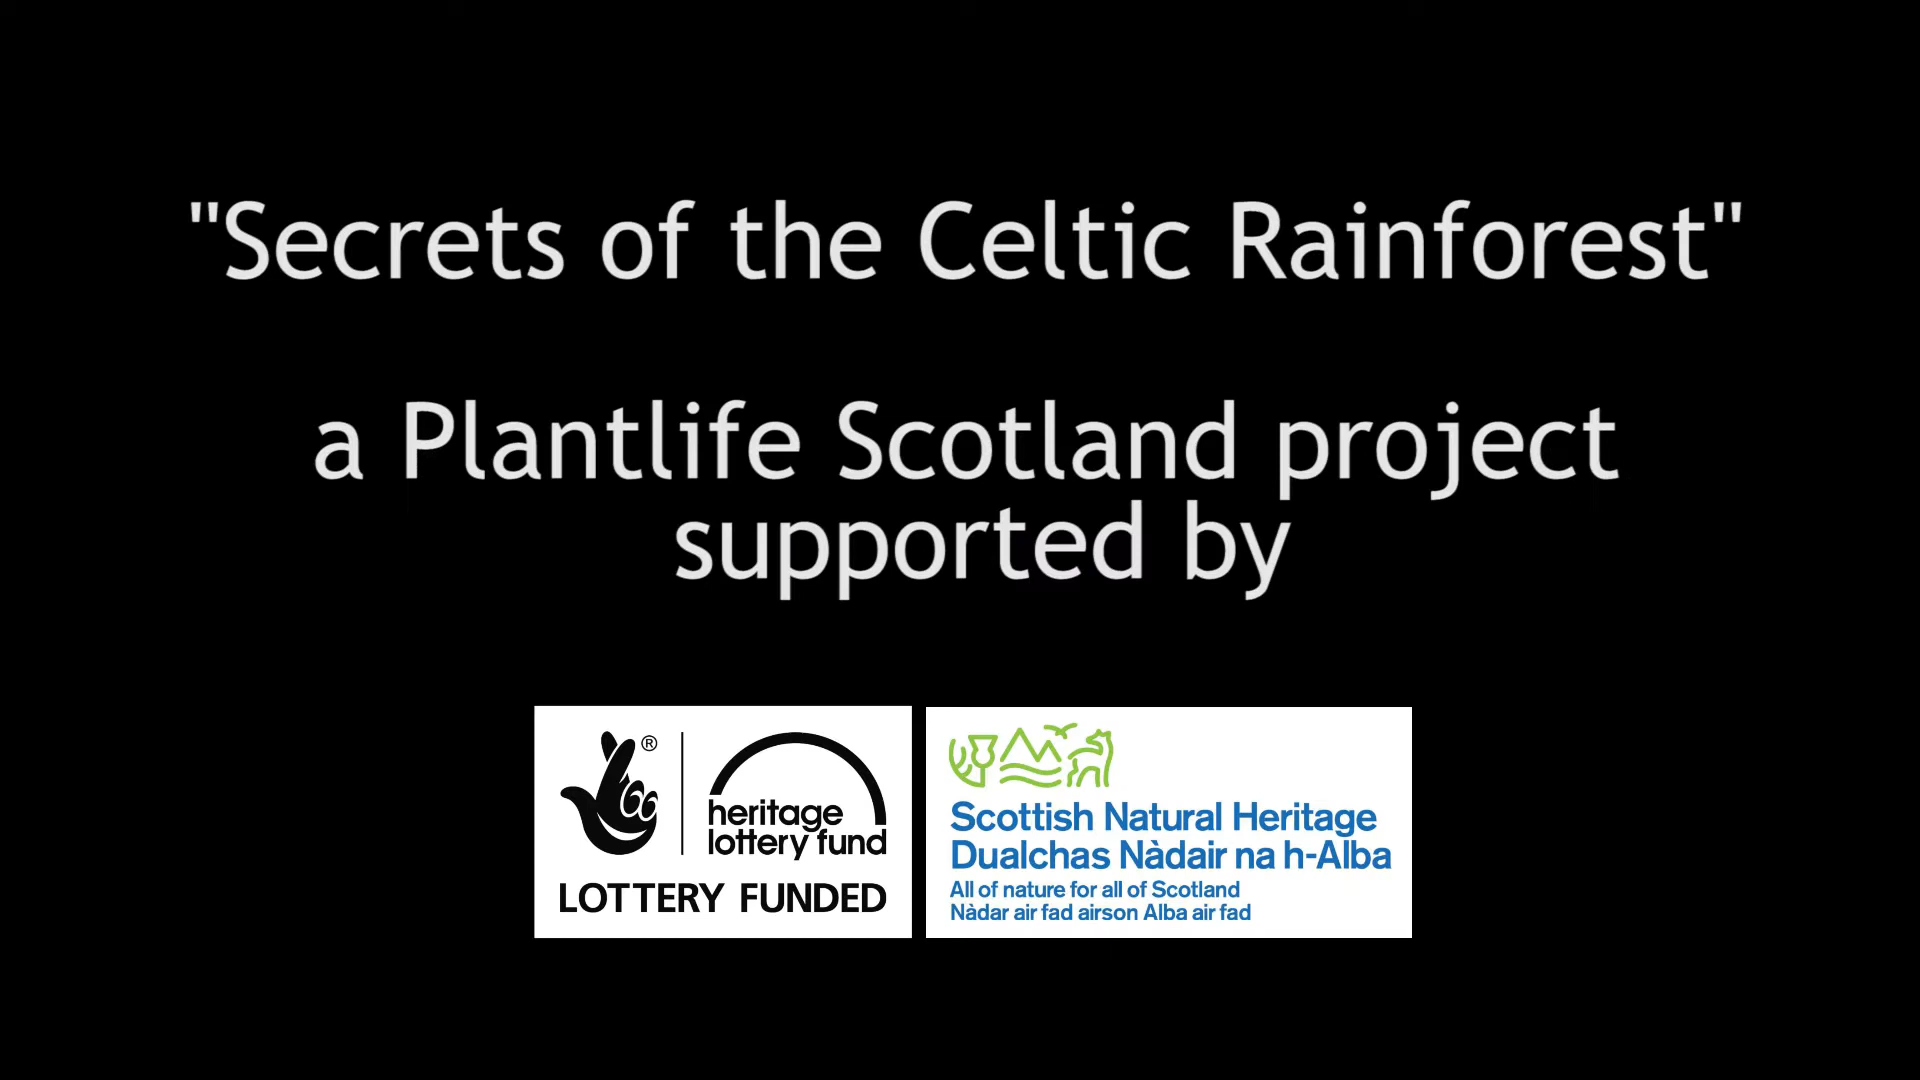 "Secrets of the Celtic Rainforest"
a Plantlife Scotland project
supported by
®
heritage
lottery fund
LOTTERY FUNDED
Scottish Natural Heritage
Dualchas Nàdair na h-Alba
All of nature for all of Scotland
Nàdar air fad airson Alba air fad